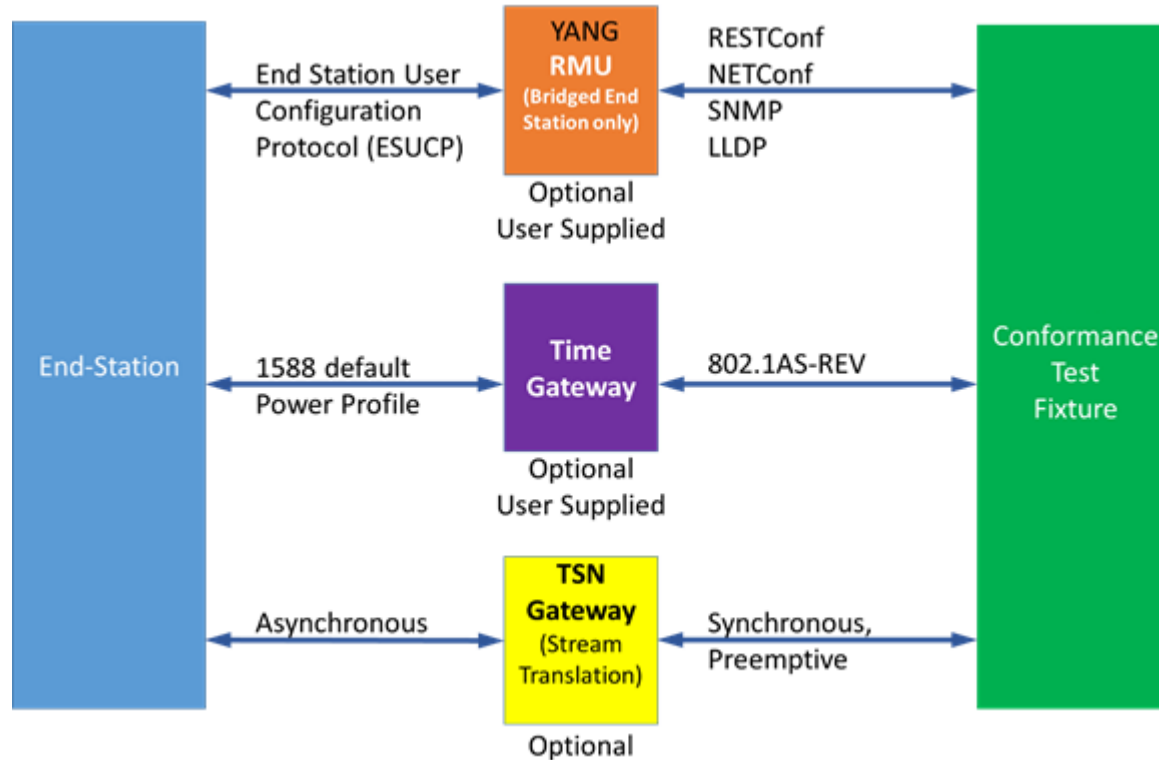 End-Station
End Station User
Configuration
Protocol (ESUCP)
YANG
RMU
(Bridged End
Station only)
Optional
User Supplied
RESTConf
NETConf
SNMP
LLDP
1588 default
Power Profile
Time
Gateway
Optional
User Supplied
802.1AS-REV
Asynchronous
TSN
Gateway
(Stream
Translation)
Optional
Synchronous,
Preemptive
Conformance
Test
Fixture